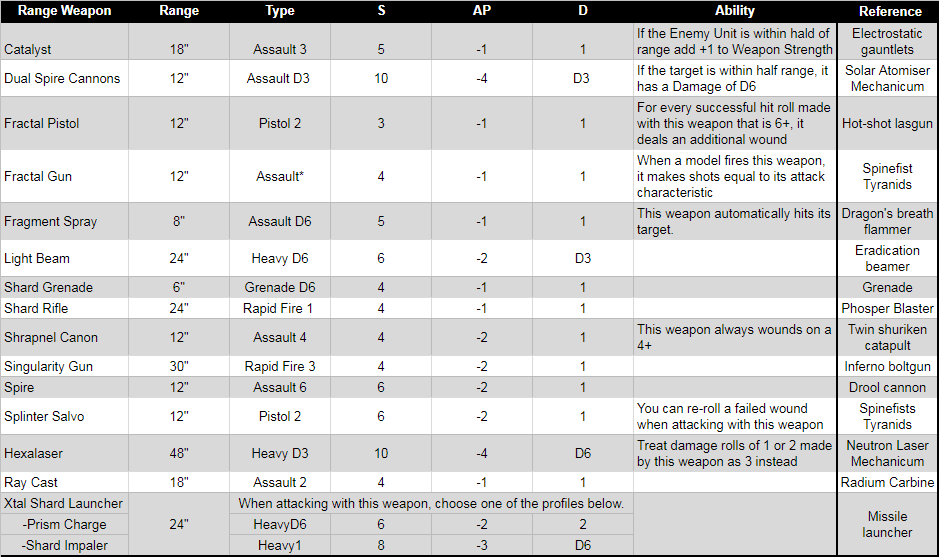 Range Weapon Range Type S AP D Ability Reference
Catalyst 18" Assault 3 5 -1 1 If the Enemy Unit is within hald of Electrostatic
range add +1 to Weapon Strength gauntlets
Dual Spire Cannons 12" Assault D3 10 -4 D3 If the target is within half range, it Solar Atomiser
has a Damage of D6 Mechanicum
For every successful hit roll made
Fractal Pistol 12" Pistol 2 3 -1 1 with this weapon that is 6+, it Hot-shot lasgun
deals an additional wound
When a model fires this weapon, Spinefist
Fractal Gun 12" Assault* 4 -1 1 it makes shots equal to its attack Tyranids
characteristic
Fragment Spray 8" Assault D6 5 -1 1 This weapon automatically hits its Dragon's breath
target. flammer
Light Beam 24" Heavy D6 6 -2 D3 Eradication
beamer
Shard Grenade 6" Grenade D6 4 -1 1 Grenade
Shard Rifle 24" Rapid Fire 1 4 -1 1 Phosper Blaster
Shrapnel Canon 12" Assault 4 4 -2 1 This weapon always wounds on a Twin shuriken
4+ catapult
Singularity Gun 30" Rapid Fire 3 4 -2 1 Inferno boltgun
Spire 12" Assault 6 6 -2 1 Drool cannon
Splinter Salvo 12" Pistol 2 6 -2 1 You can re-roll a failed wound Spinefists
when attacking with this weapon Tyranids
Hexalaser 48" Heavy D3 10 -4 D6 Treat damage rolls of 1 or 2 made Neutron Laser
by this weapon as 3 instead Mechanicum
Ray Cast 18" Assault 2 4 -1 1 Radium Carbine
Xtal Shard Launcher 24" When attacking with this weapon, choose one of the profiles below. Missile
launcher
-Prism Charge HeavyD6 6 -2 2
-Shard Impaler Heavy1 8 -3 D6